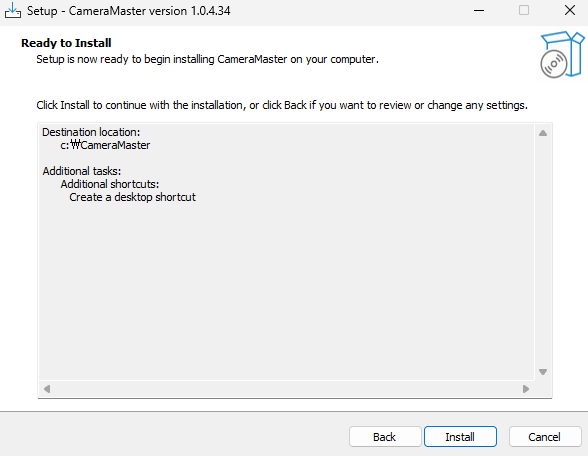 Setup - CameraMaster version 1.0.4.34
Ready to Install
Setup is now ready to begin installing CameraMaster on your computer.
Click Install to continue with the installation, or click Back if you want to review or change any settings.
Destination location:
c:₩CameraMaster
Additional tasks:
Additional shortcuts:
Create a desktop shortcut
Back
Install
Cancel